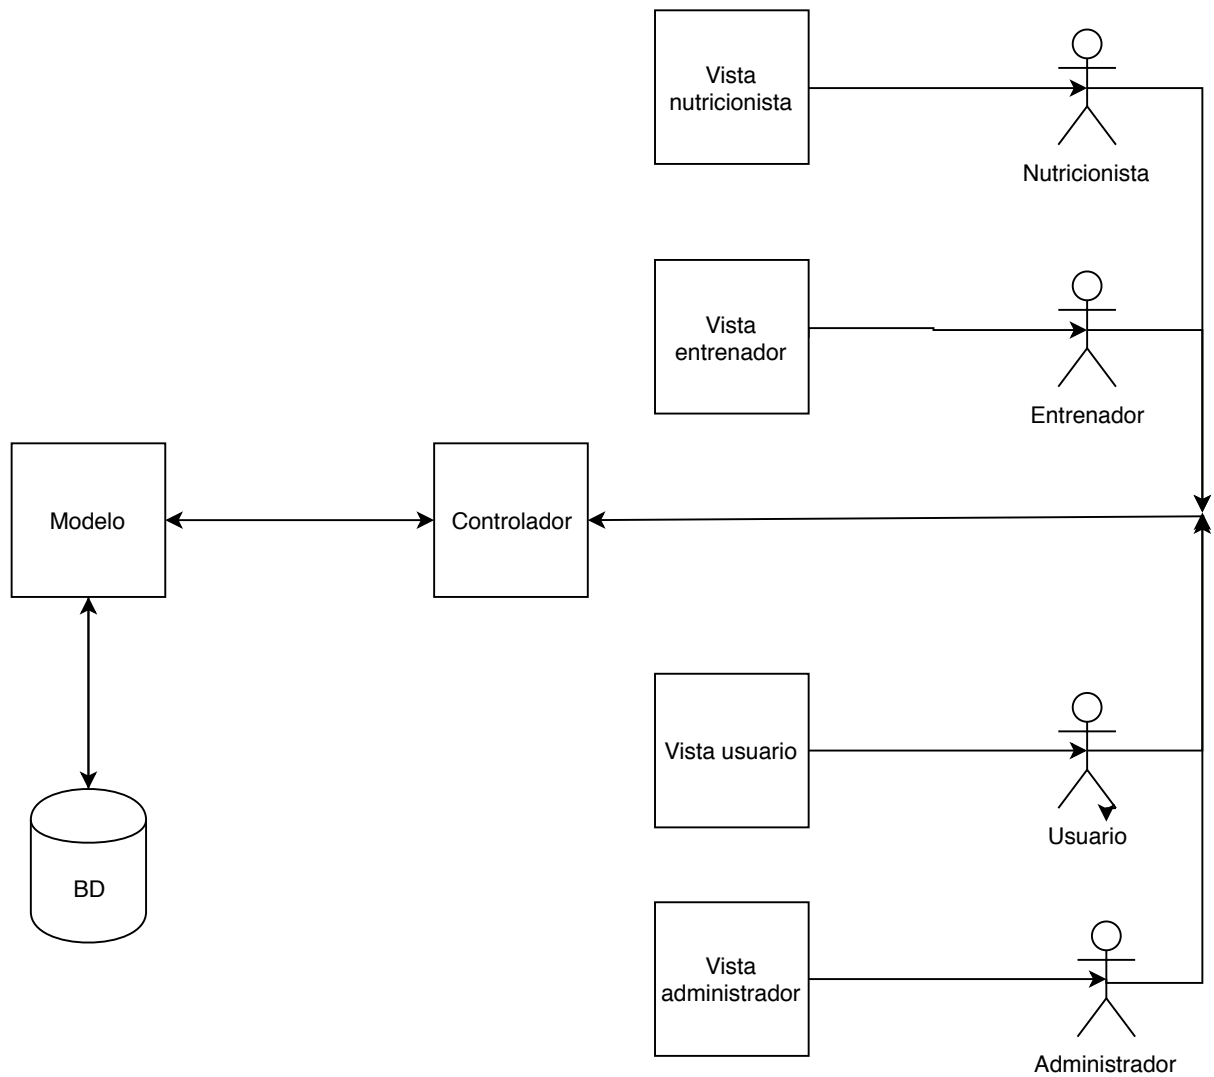 Vista
nutricionista
Nutricionista
Vista
entrenador
Entrenador
Modelo
Controlador
Vista usuario
Usuario
BD
Vista
administrador
Administrador